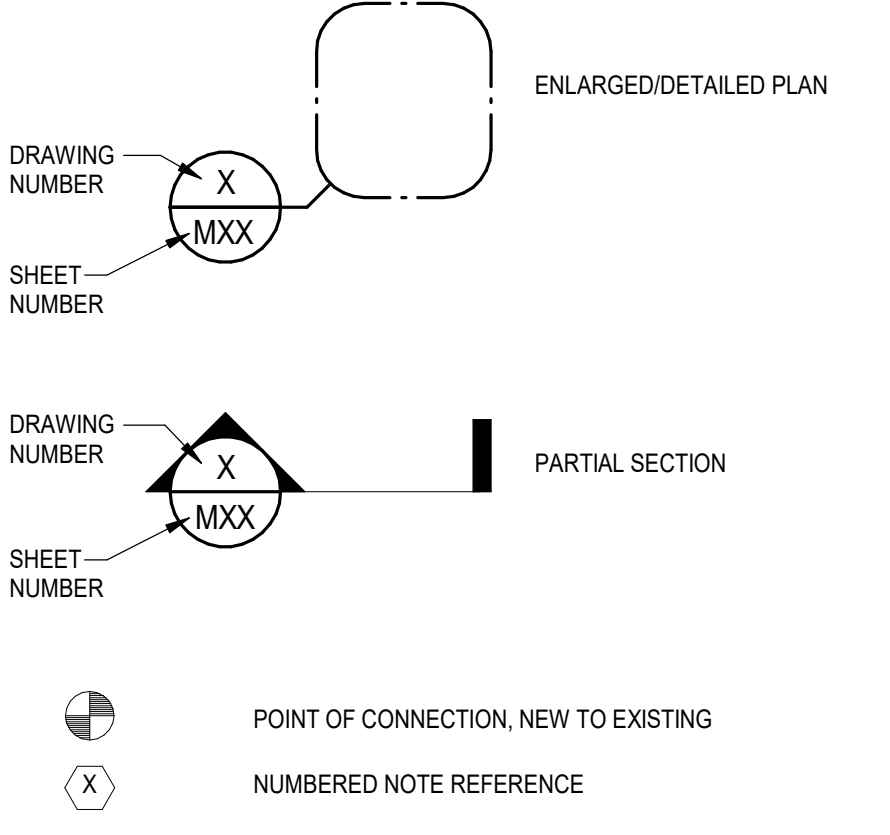 ENLARGED/DETAILED PLAN
DRAWING
NUMBER
X
MXX
SHEET
NUMBER
DRAWING
NUMBER
X
PARTIAL SECTION
MXX
SHEET
NUMBER
POINT OF CONNECTION, NEW TO EXISTING
X NUMBERED NOTE REFERENCE